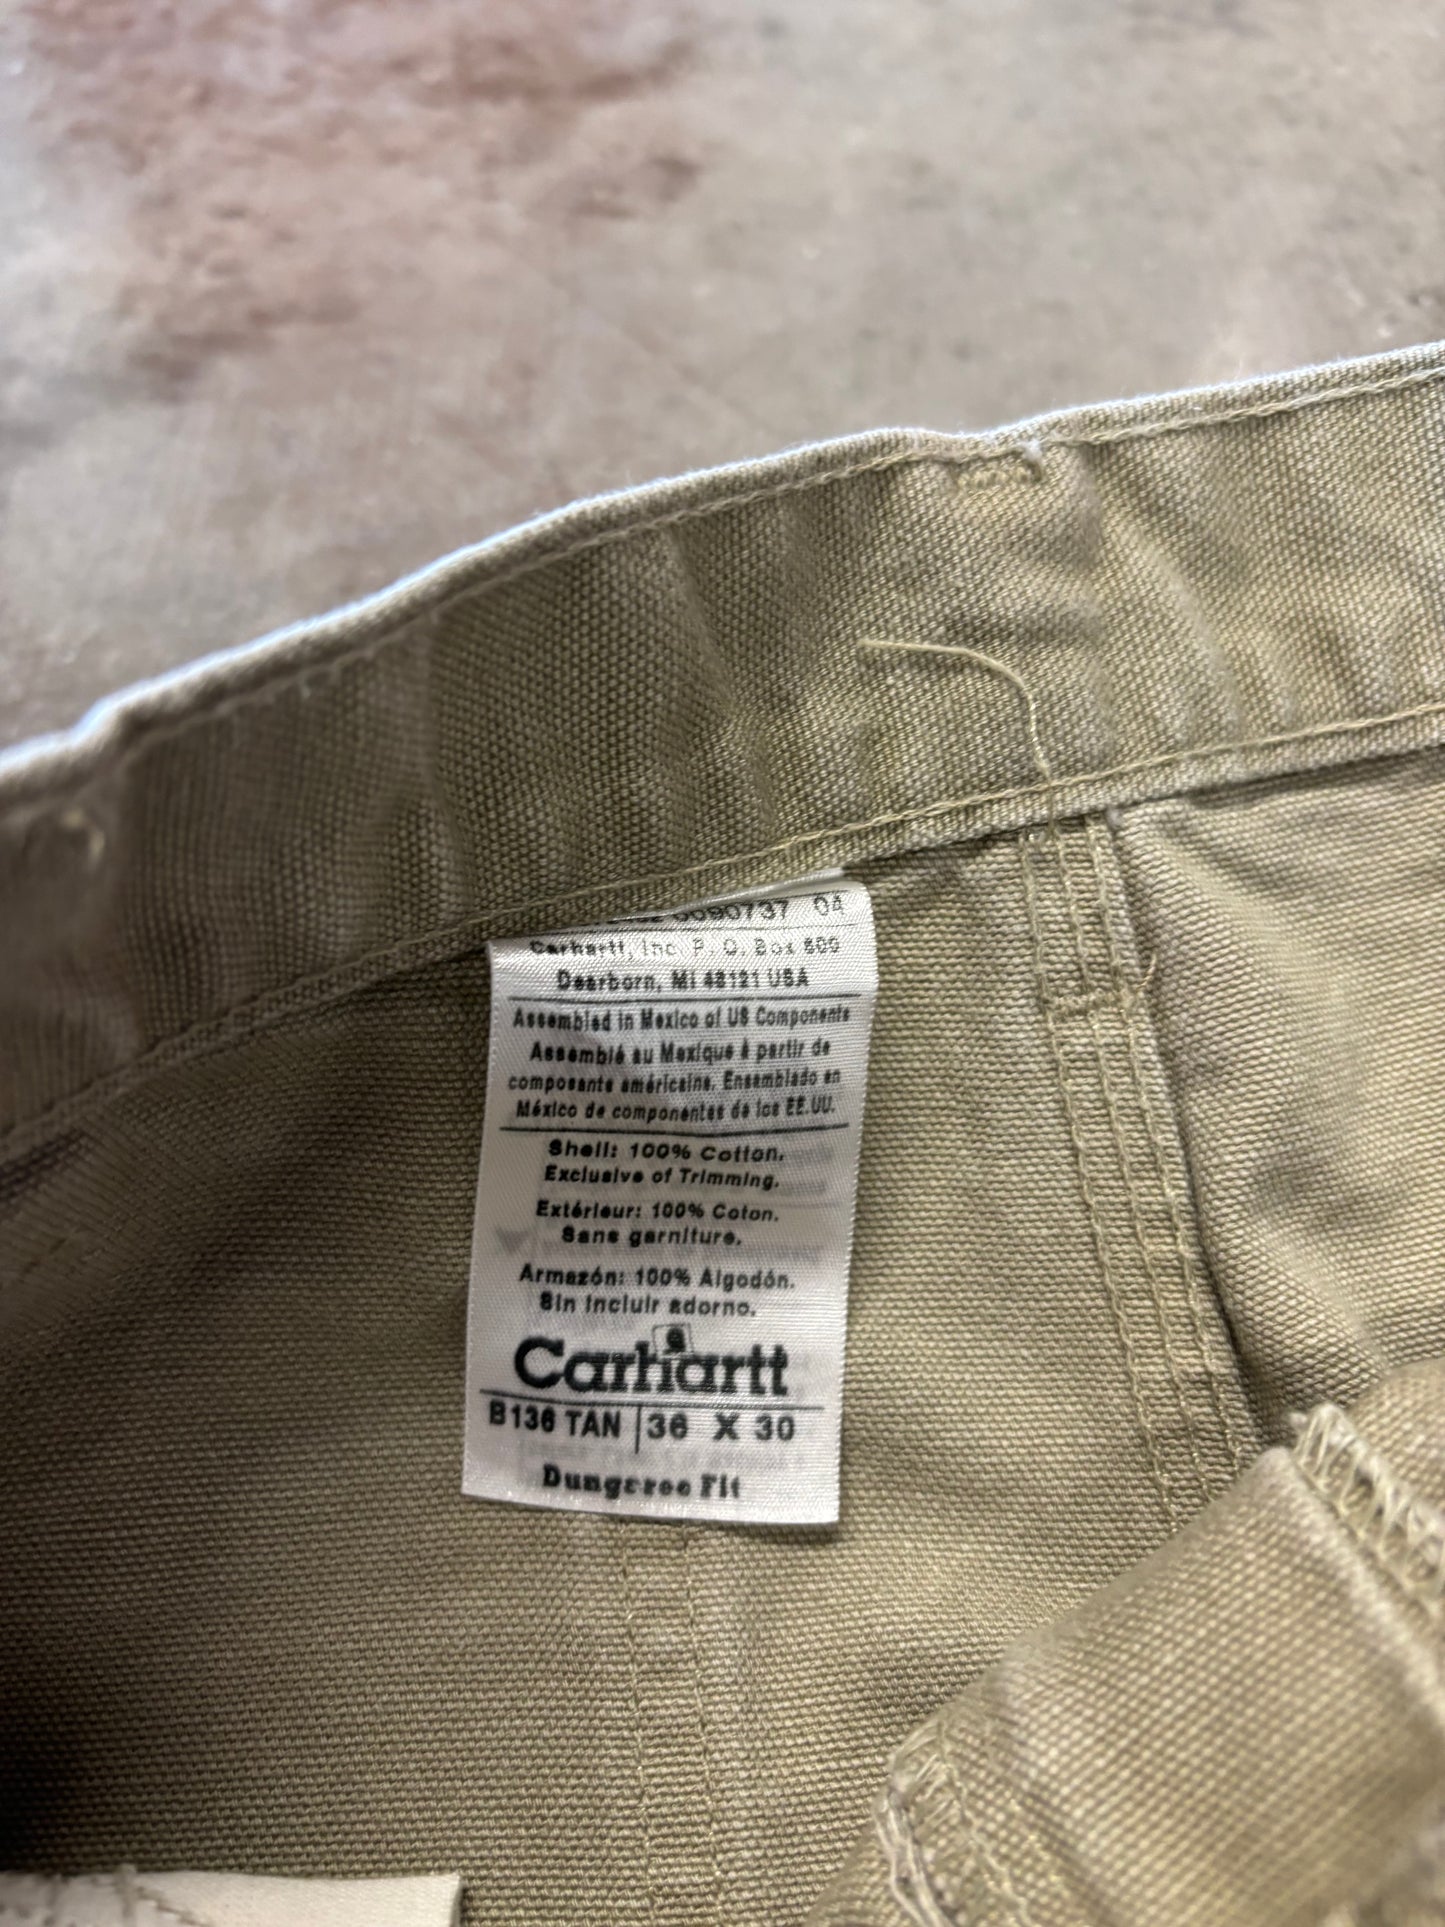 6090737 04
Carhartt, Inc P. O. Box 600
Dearborn, MI 48121 USA
Assembled in Mexico of US Components
Assemblé au Mexique à partir de
composants américains. Ensamblado en
México de componentes de los EE.UU.
Shell: 100% Cotton.
Exclusive of Trimming.
Extérieur: 100% Coton.
Sans garniture.
Armazón: 100% Algodón.
Sin incluir adorno.
Carhartt
B136 TAN 36 X 30
Dungaree Fit